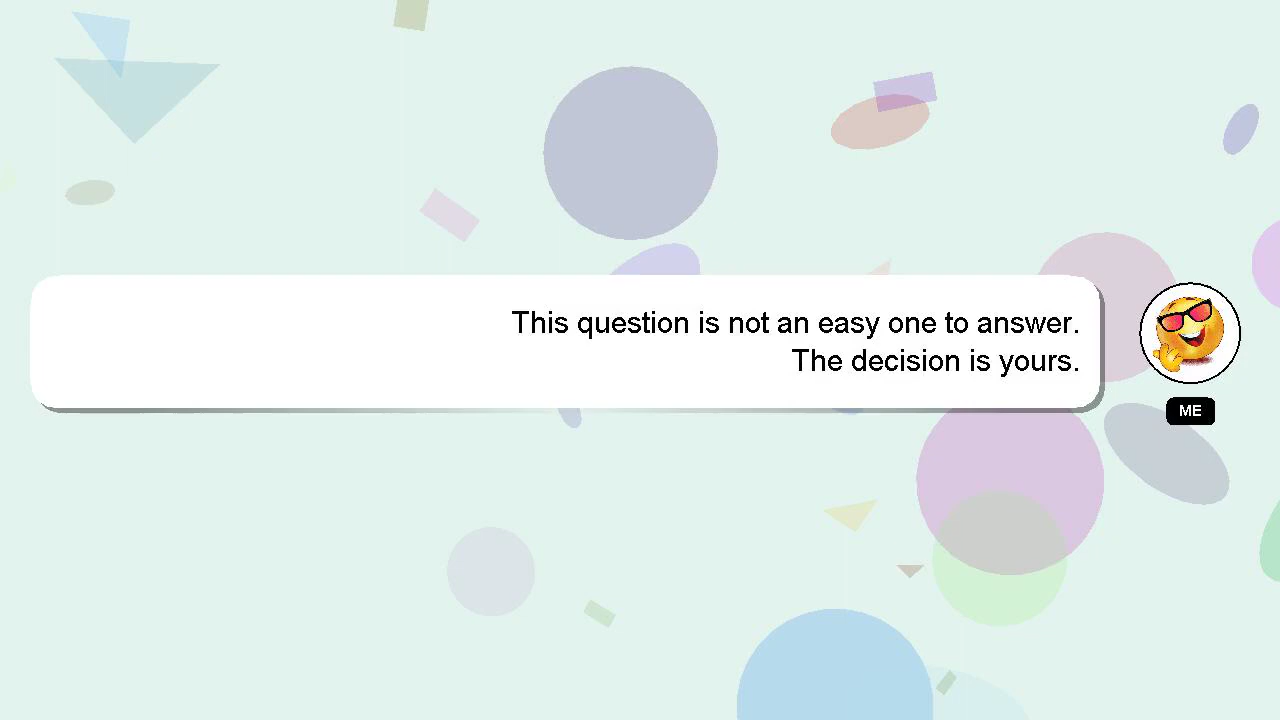 This question is not an easy one to answer.
The decision is yours.
ME